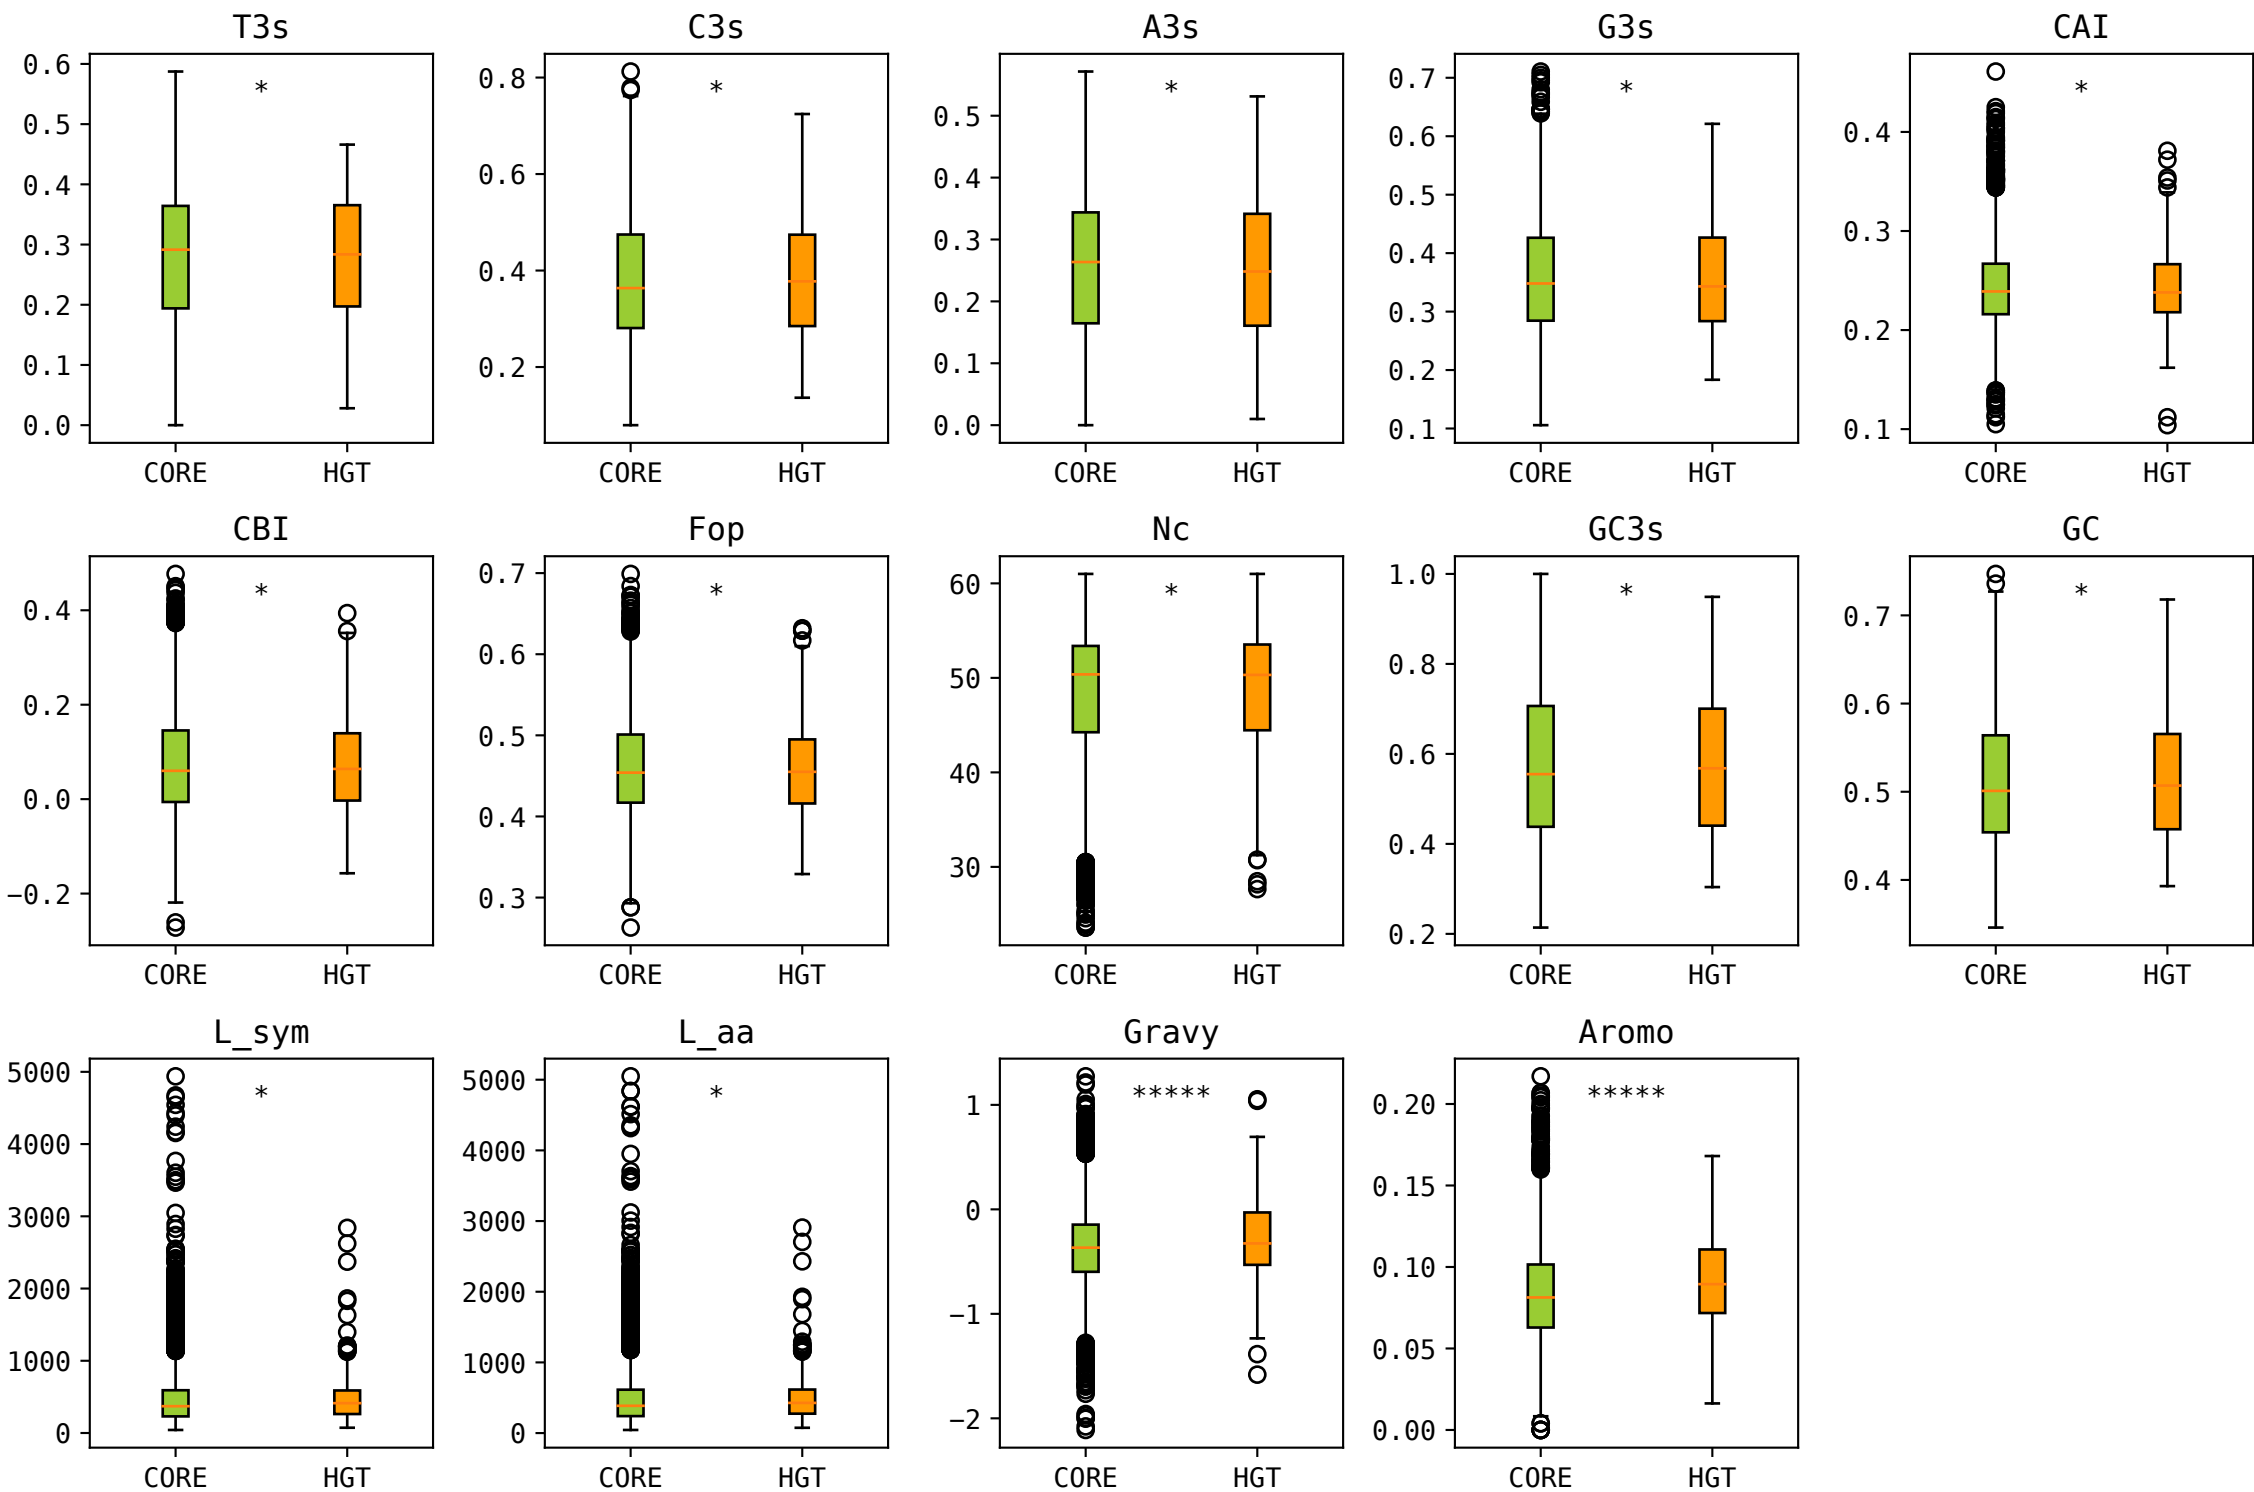 T3s C3s A3s G3s CAI
0.6 0.5 0.4 0.3 0.2 0.1 0.0
*
CORE HGT
0.8 0.6 0.4 0.2
*
CORE HGT
0.5 0.4 0.3 0.2 0.1 0.0
*
CORE HGT
0.7 0.6 0.5 0.4 0.3 0.2 0.1
*
CORE HGT
0.4 0.3 0.2 0.1
*
CORE HGT
CBI Fop Nc GC3s GC
0.4 0.2 0.0 −0.2
*
CORE HGT
0.7 0.6 0.5 0.4 0.3
*
CORE HGT
60 50 40 30
*
CORE HGT
1.0 0.8 0.6 0.4 0.2
*
CORE HGT
0.7 0.6 0.5 0.4
*
CORE HGT
L_sym L_aa Gravy Aromo
5000 4000 3000 2000 1000 0
*
CORE HGT
5000 4000 3000 2000 1000 0
*
CORE HGT
1 0 −1 −2
*****
CORE HGT
0.20 0.15 0.10 0.05 0.00
*****
CORE HGT